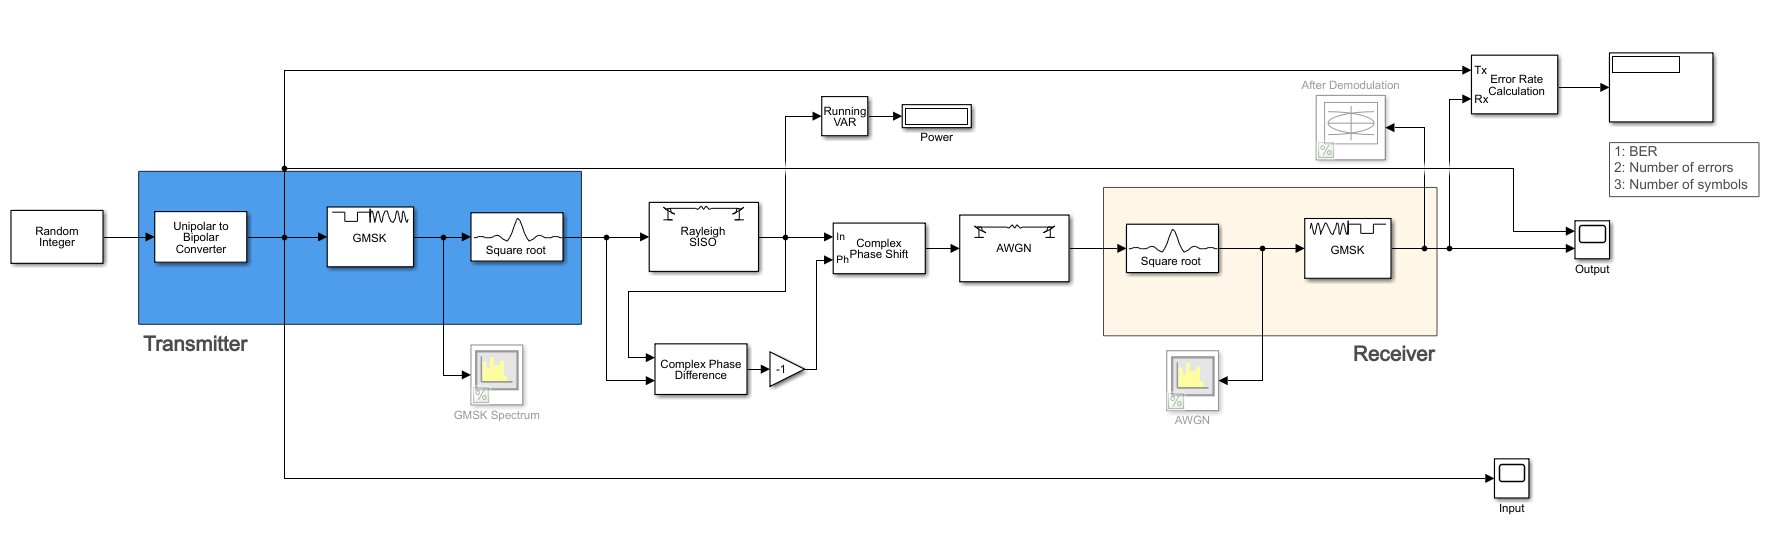 Tx
Error Rate
Calculation
Rx
After Demodulation
%
Running
VAR
Power
1: BER
2: Number of errors
3: Number of symbols
Random
Integer
Unipolar to
Bipolar
Converter
GMSK
Square root
Rayleigh
SISO
In
Complex
Phase Shift
Ph
AWGN
Square root
GMSK
Output
Transmitter
Receiver
Complex Phase
Difference
-1
%
GMSK Spectrum
%
AWGN
Input